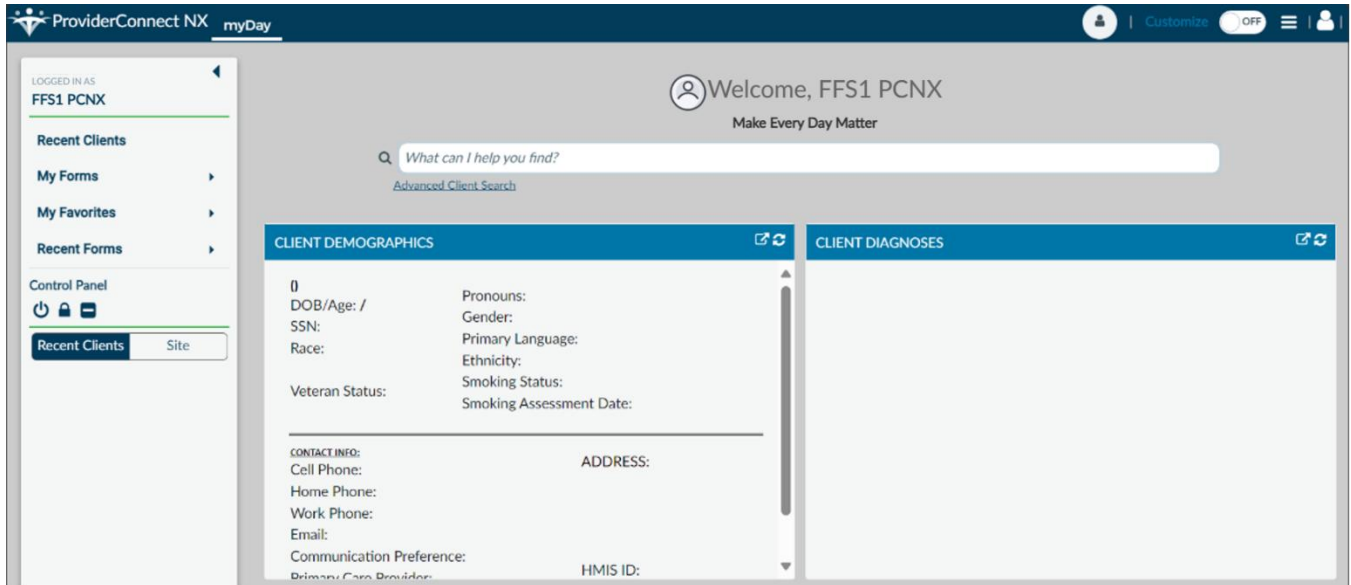 ProviderConnect NX myDay
Customize OFF
LOGGED IN AS
FFS1 PCNX
Recent Clients
My Forms
My Favorites
Recent Forms
Control Panel
Recent Clients Site
Welcome, FFS1 PCNX
Make Every Day Matter
What can I help you find?
Advanced Client Search
CLIENT DEMOGRAPHICS
()
DOB/Age: /
SSN:
Race:
Veteran Status:
Pronouns:
Gender:
Primary Language:
Ethnicity:
Smoking Status:
Smoking Assessment Date:
CONTACT INFO:
Cell Phone:
Home Phone:
Work Phone:
Email:
Communication Preference:
Primary Care Provider:
ADDRESS:
HMIS ID:
CLIENT DIAGNOSES